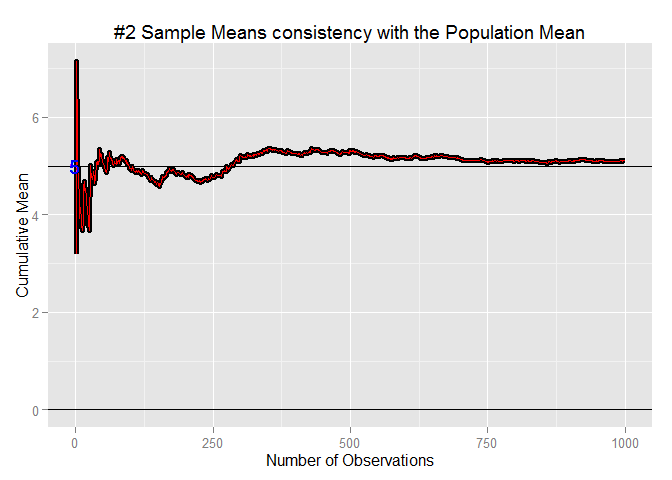 #2 Sample Means consistency with the Population Mean
6
5
4
2
0
Cumulative Mean
0 250 500 750 1000
Number of Observations